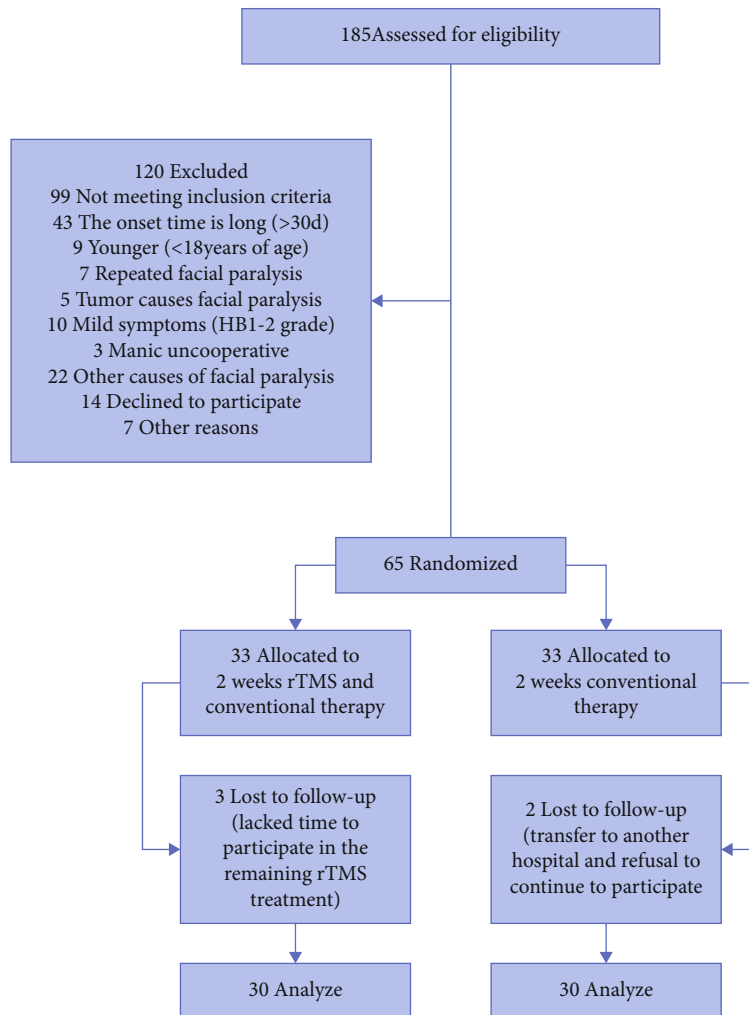 185Assessed for eligibility
120 Excluded
99 Not meeting inclusion criteria
43 The onset time is long (>30d)
9 Younger (<18years of age)
7 Repeated facial paralysis
5 Tumor causes facial paralysis
10 Mild symptoms (HB1-2 grade)
3 Manic uncooperative
22 Other causes of facial paralysis
14 Declined to participate
7 Other reasons
65 Randomized
33 Allocated to
2 weeks rTMS and
conventional therapy
33 Allocated to
2 weeks conventional
therapy
3 Lost to follow-up
(lacked time to
participate in the
remaining rTMS
treatment)
2 Lost to follow-up
(transfer to another
hospital and refusal to
continue to participate
30 Analyze
30 Analyze